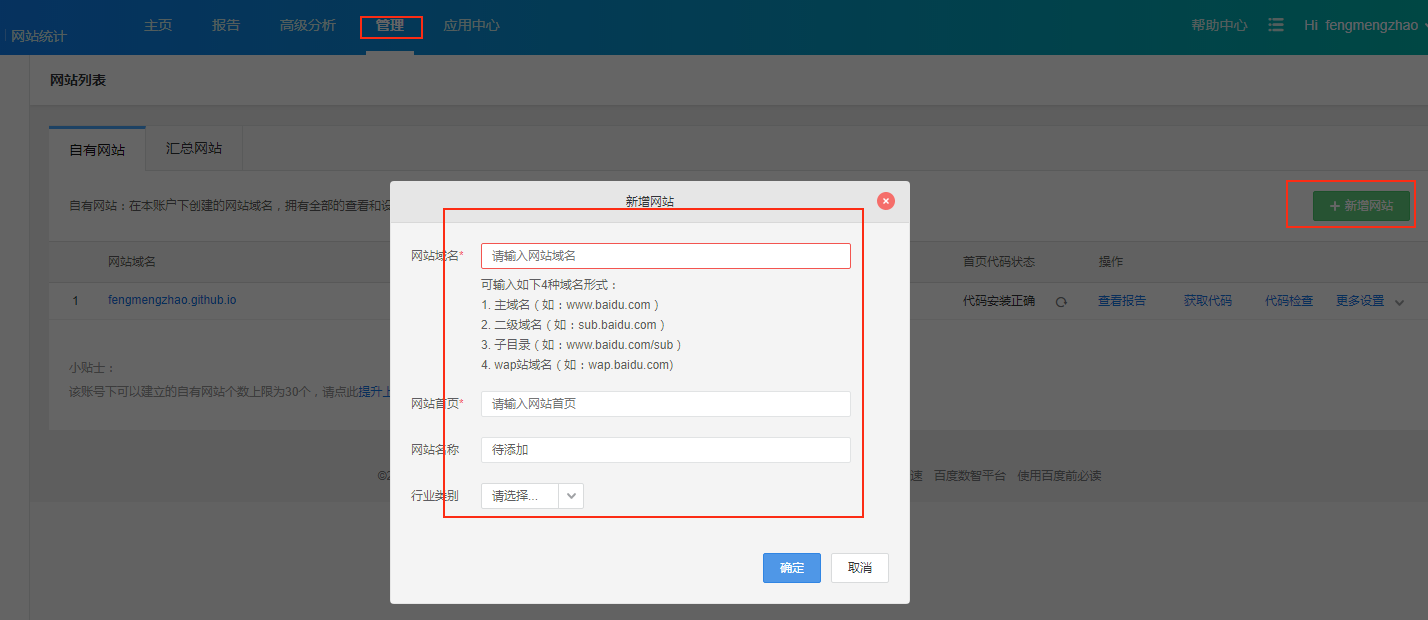 网站统计
主页
报告
高级分析
管理
应用中心
帮助中心
Hi fengmengzhao
网站列表
自有网站
汇总网站
自有网站：在本账户下创建的网站域名，拥有全部的查看和
+ 新增网站
网站域名
首页代码状态
操作
1
fengmengzhao.github.io
代码安装正确
查看报告
获取代码
代码检查
更多设置
小贴士：
该账号下可以建立的自有网站个数上限为30个，请点此提升
新增网站
网站域名*
请输入网站域名
可输入如下4种域名形式：
1. 主域名（如：www.baidu.com ）
2. 二级域名（如：sub.baidu.com ）
3. 子目录（如：www.baidu.com/sub ）
4. wap站域名（如：wap.baidu.com)
网站首页*
请输入网站首页
网站名称
待添加
行业类别
请选择...
确定
取消
©
速
百度数智平台
使用百度前必读